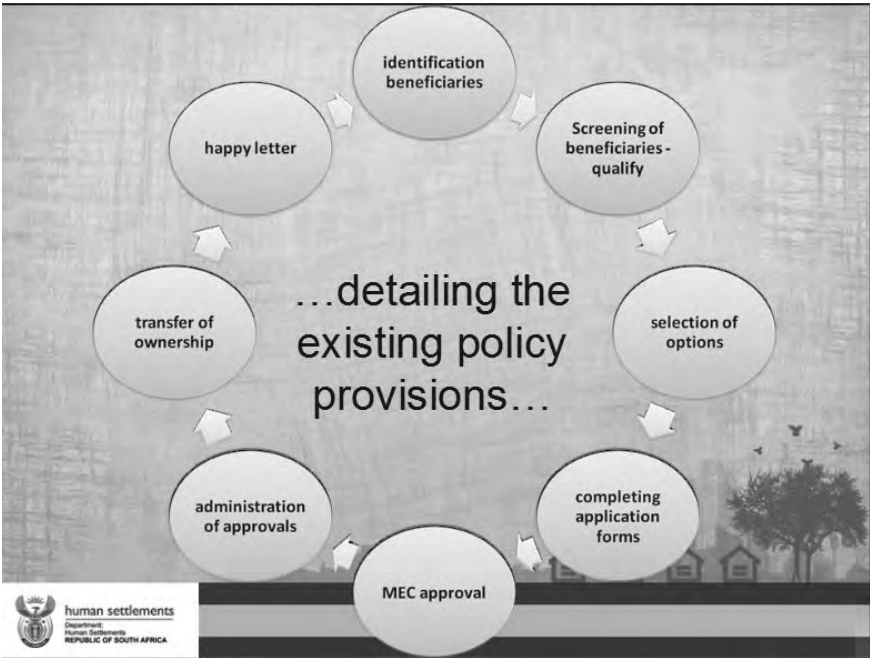 identification
beneficiaries
Screening of
beneficiaries -
qualify
selection of
options
completing
application
forms
MEC approval
administration
of approvals
transfer of
ownership
happy letter
…detailing the
existing policy
provisions…
human settlements
Department:
Human Settlements
REPUBLIC OF SOUTH AFRICA